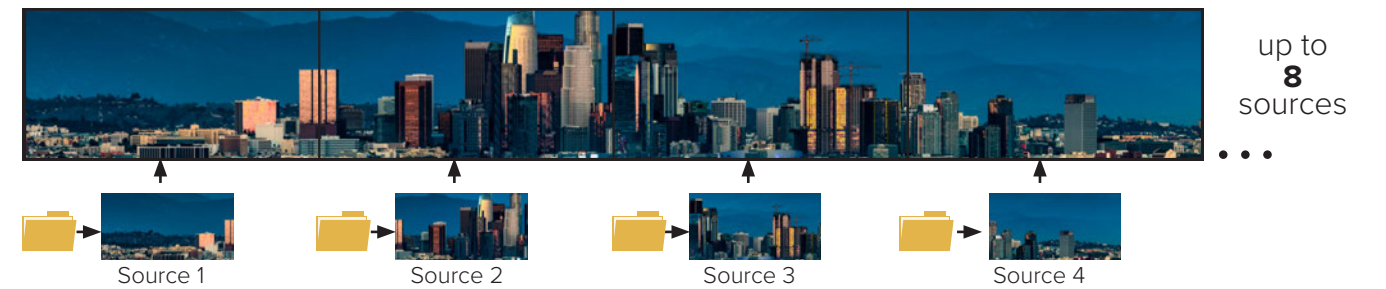 up to
8
sources
• • •
Source 1
Source 2
Source 3
Source 4